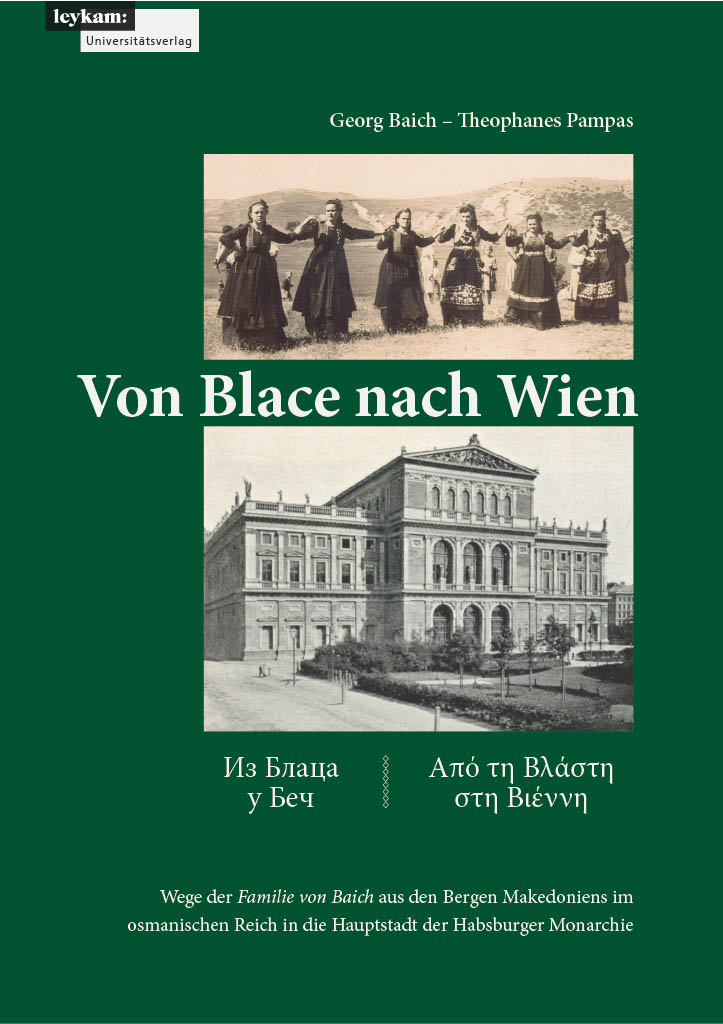 leykam:
Universitätsverlag
Georg Baich – Theophanes Pampas
Von Blace nach Wien
Из Блаца
у Беч
Από τη Βλάστη
στη Βιέννη
Wege der Familie von Baich aus den Bergen Makedoniens im
osmanischen Reich in die Hauptstadt der Habsburger Monarchie